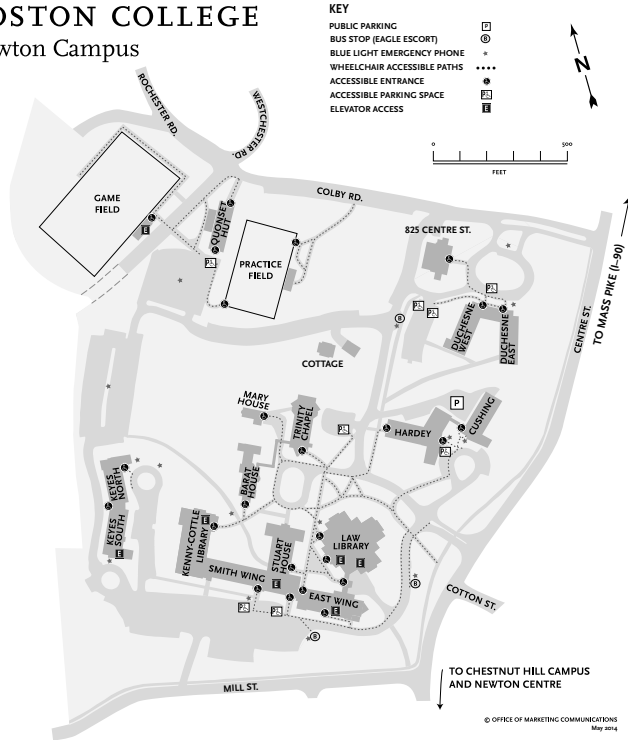 OSTON COLLEGE
wton Campus
KEY
PUBLIC PARKING P
BUS STOP (EAGLE ESCORT) B
BLUE LIGHT EMERGENCY PHONE
WHEELCHAIR ACCESSIBLE PATHS
ACCESSIBLE ENTRANCE
ACCESSIBLE PARKING SPACE P
ELEVATOR ACCESS E
N
0 500
FEET
ROCHESTER RD.
WESTCHESTER RD.
COLBY RD.
GAME
FIELD
E
QUONSET
HUT
P
PRACTICE
FIELD
825 CENTRE ST.
P
P
P
B
DUCHESNE
WEST
DUCHESNE
EAST
CENTRE ST.
TO MASS PIKE (I-90)
COTTAGE
MARY
HOUSE
TRINITY
CHAPEL
P
P
HARDEY
CUSHING
P
BARAT
HOUSE
KEYES
NORTH
KEYES
SOUTH
E
KENNY-COTTLE
LIBRARY
E
STUART
HOUSE
LAW
LIBRARY
E
E
SMITH WING
E
EAST WING
E
P
P
B
B
COTTON ST.
MILL ST.
TO CHESTNUT HILL CAMPUS
AND NEWTON CENTRE
© OFFICE OF MARKETING COMMUNICATIONS
May 2014